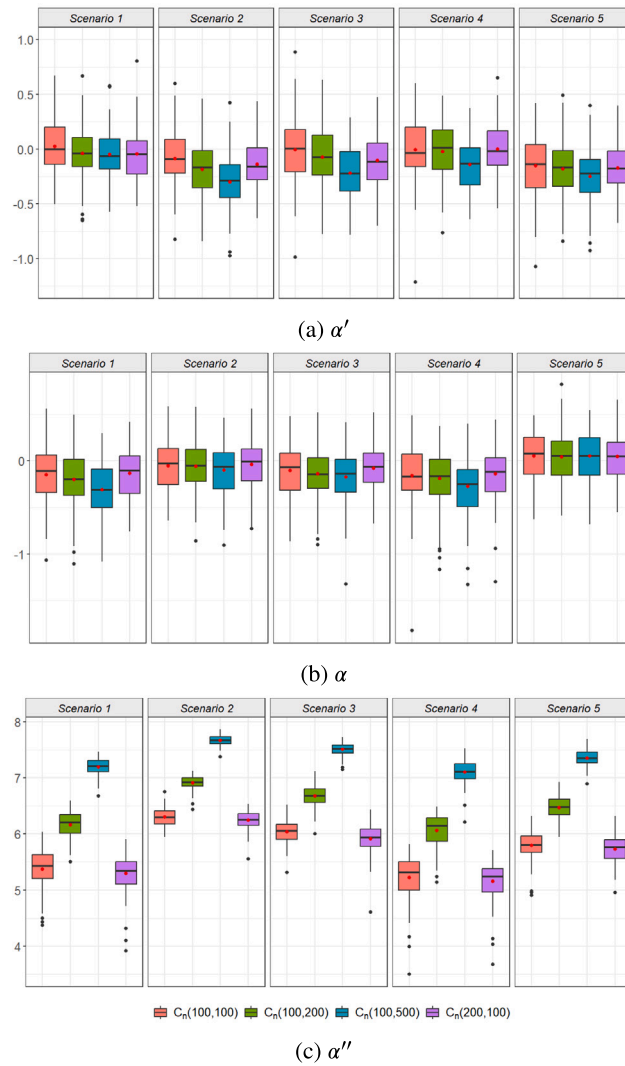 Scenario 1 Scenario 2 Scenario 3 Scenario 4 Scenario 5
1.0
0.5
0.0
-0.5
-1.0
(a) α′
Scenario 1 Scenario 2 Scenario 3 Scenario 4 Scenario 5
0
-1
(b) α
Scenario 1 Scenario 2 Scenario 3 Scenario 4 Scenario 5
8
7
6
5
4
Cn(100,100) Cn(100,200) Cn(100,500) Cn(200,100)
(c) α′′